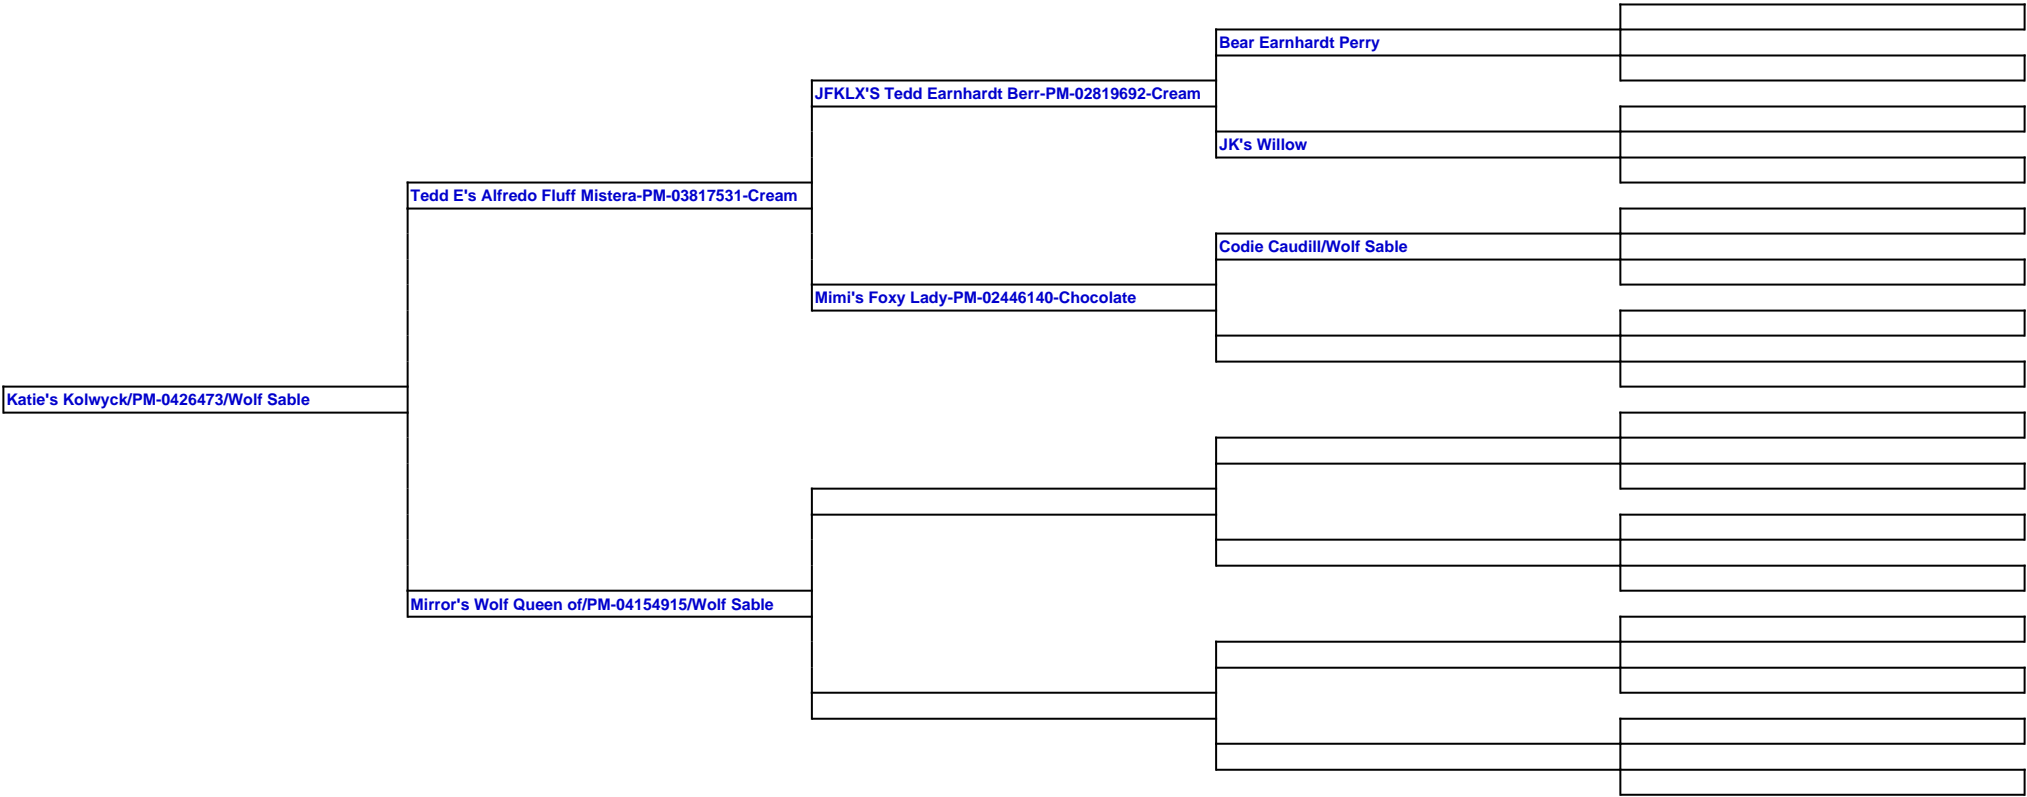 Bear Earnhardt Perry
JFKLX'S Tedd Earnhardt Berr-PM-02819692-Cream
JK's Willow
Tedd E's Alfredo Fluff Mistera-PM-03817531-Cream
Codie Caudill/Wolf Sable
Mimi's Foxy Lady-PM-02446140-Chocolate
Katie's Kolwyck/PM-0426473/Wolf Sable
Mirror's Wolf Queen of/PM-04154915/Wolf Sable